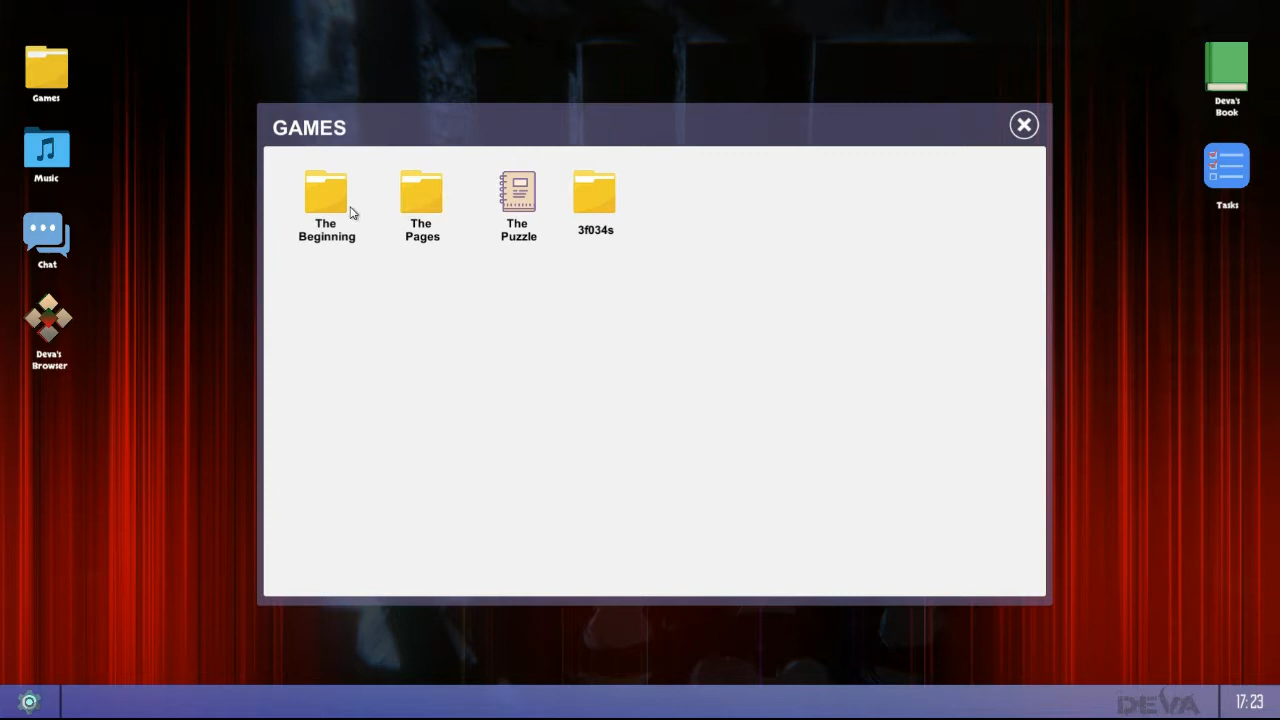 Games
Music
Chat
Deva's
Browser
GAMES
The
Beginning
The
Pages
The
Puzzle
3f034s
Deva's
Book
Tasks
DEVA
17:23